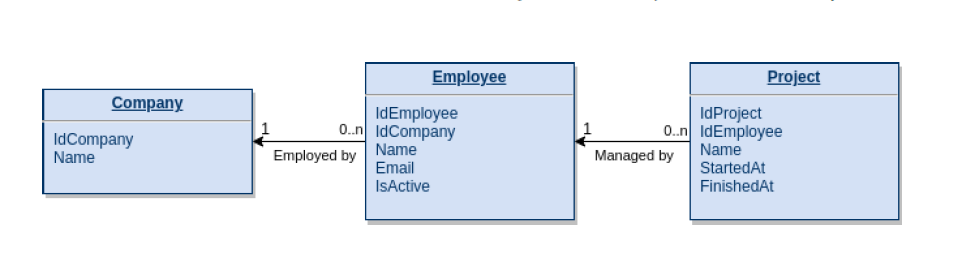 Company
IdCompany
Name
1
0..n
Employed by
Employee
IdEmployee
IdCompany
Name
Email
IsActive
1
0..n
Managed by
Project
IdProject
IdEmployee
Name
StartedAt
FinishedAt